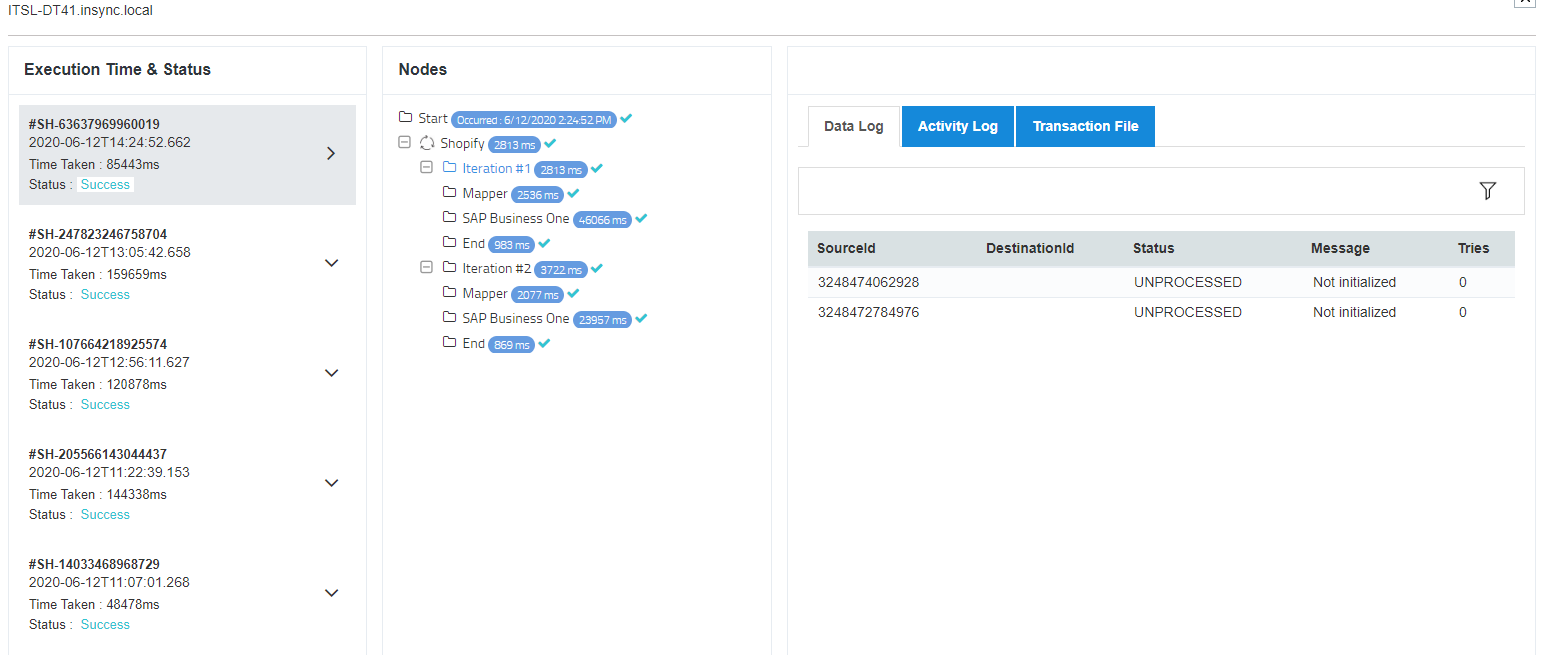 ITSL-DT41.insync.local
Execution Time & Status
#SH-63637969960019
2020-06-12T14:24:52.662
Time Taken : 85443ms
Status : Success
#SH-247823246758704
2020-06-12T13:05:42.658
Time Taken : 159659ms
Status : Success
#SH-107664218925574
2020-06-12T12:56:11.627
Time Taken : 120878ms
Status : Success
#SH-205566143044437
2020-06-12T11:22:39.153
Time Taken : 144338ms
Status : Success
#SH-14033468968729
2020-06-12T11:07:01.268
Time Taken : 48478ms
Status : Success
Nodes
Start Occurred : 6/12/2020 2:24:52 PM
Shopify 2813 ms
Iteration #1 2813 ms
Mapper 2536 ms
SAP Business One 46066 ms
End 983 ms
Iteration #2 3722 ms
Mapper 2077 ms
SAP Business One 23957 ms
End 869 ms
Data Log Activity Log Transaction File
SourceId DestinationId Status Message Tries
3248474062928 UNPROCESSED Not initialized 0
3248472784976 UNPROCESSED Not initialized 0